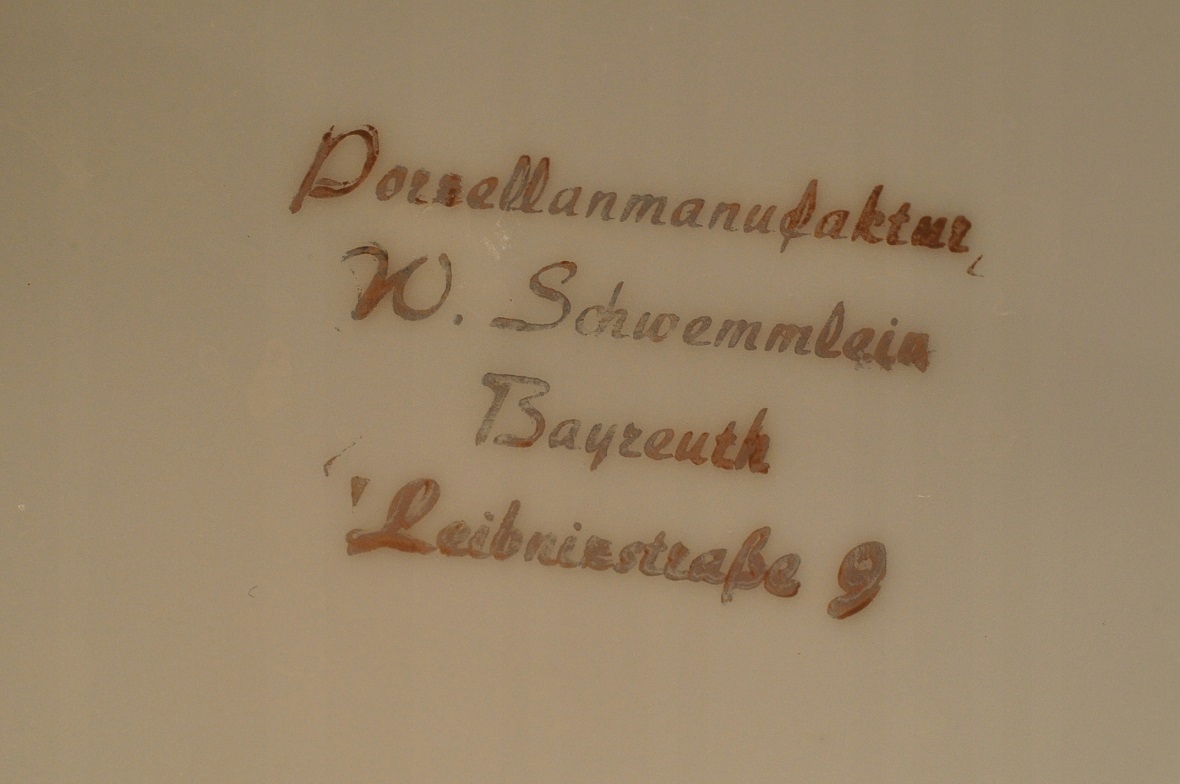 Porzellanmanufaktur,
W. Schwemmlein
Bayreuth
Leibnizstraße 9